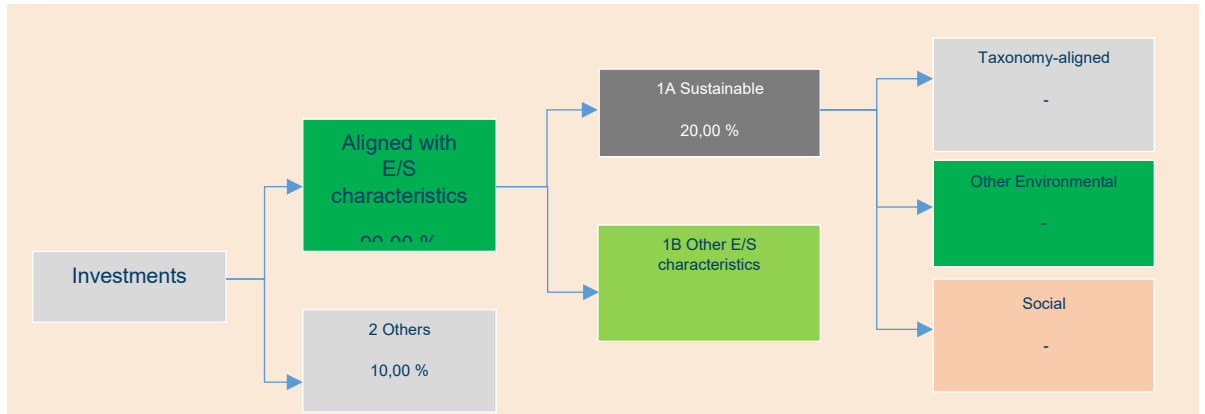 Investments
Aligned with
E/S
characteristics
2 Others
10,00 %
1A Sustainable
20,00 %
1B Other E/S
characteristics
Taxonomy-aligned
-
Other Environmental
-
Social
-